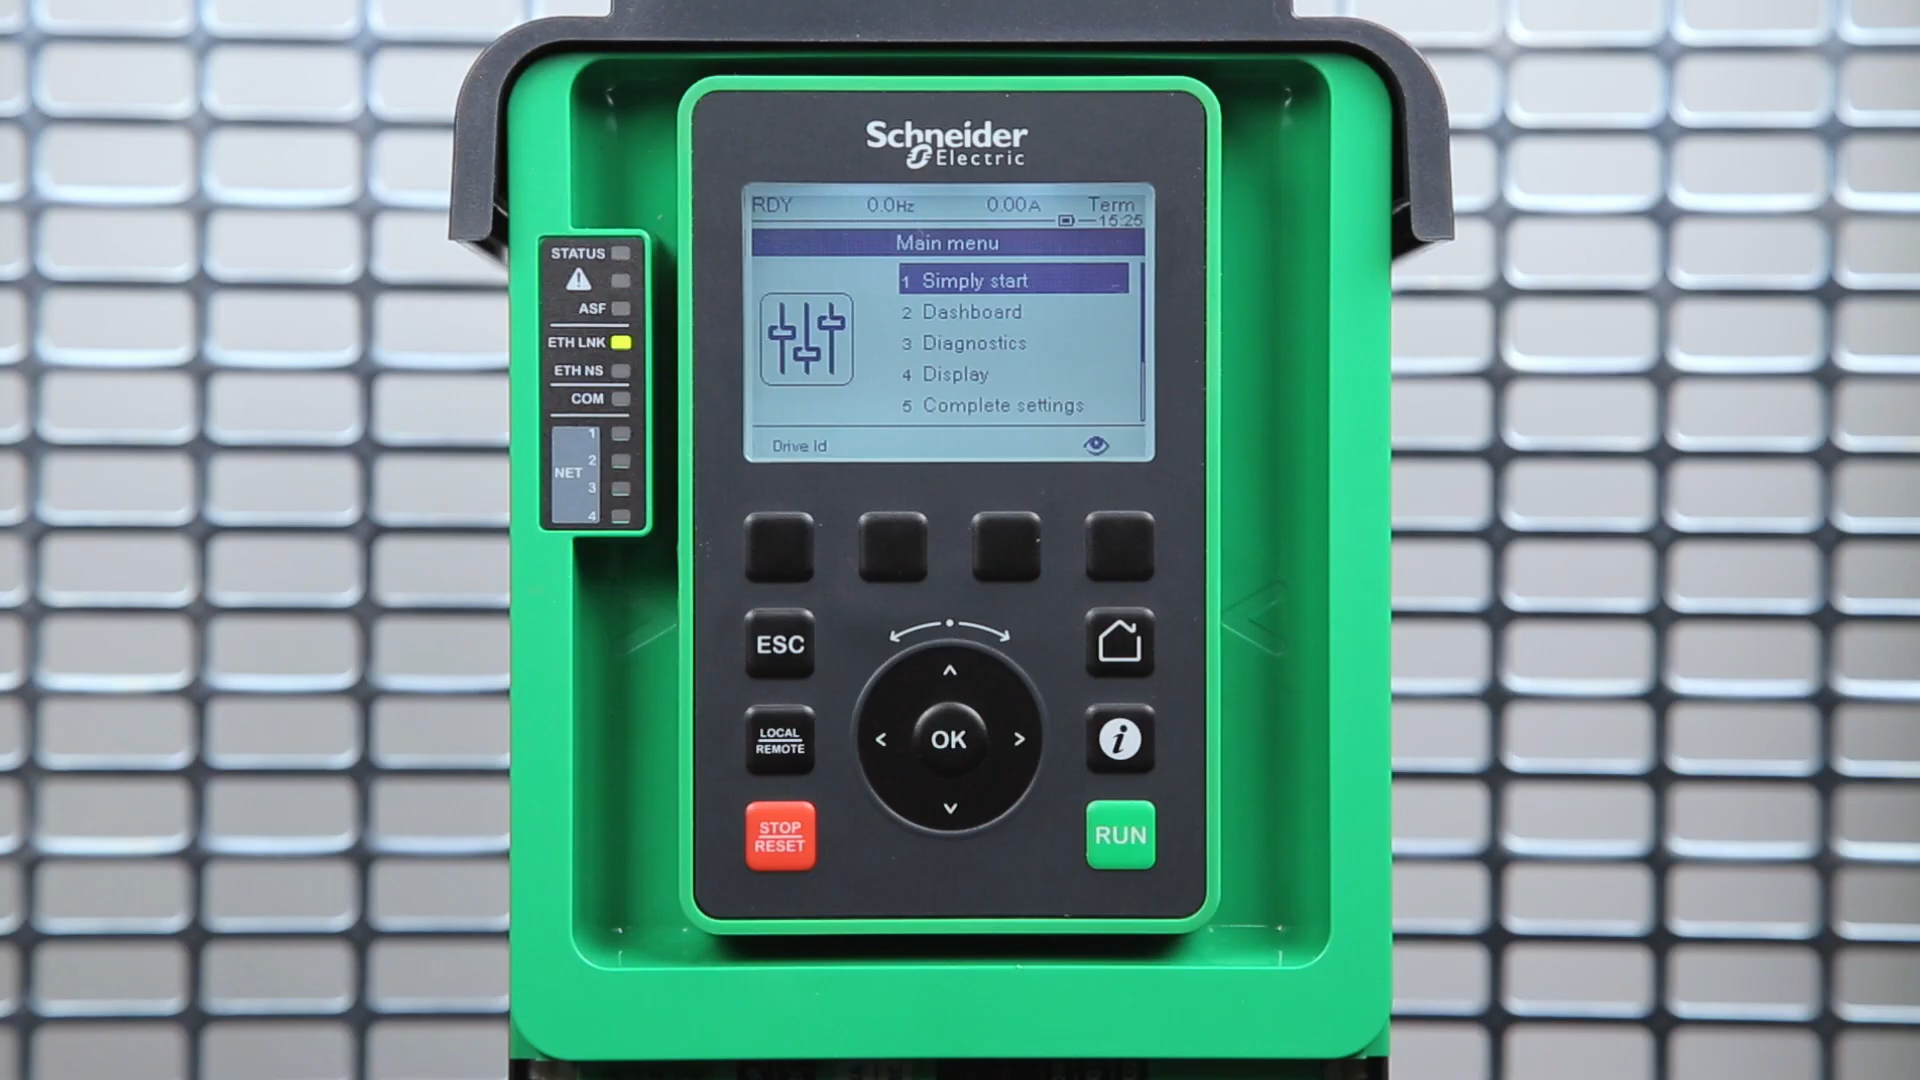 Schneider
Electric
RDY 0.0Hz 0.00A Term
15:25
Main menu
1 Simply start
2 Dashboard
3 Diagnostics
4 Display
5 Complete settings
Drive Id
STATUS
ASF
ETH LNK
ETH NS
COM
NET
1
2
3
4
ESC
LOCAL
REMOTE
OK
i
STOP
RESET
RUN